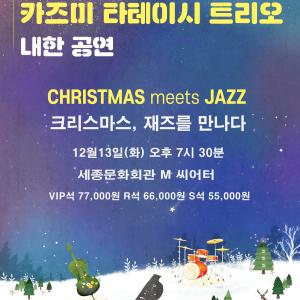 카즈미 타테이시 트리오
내한 공연
CHRISTMAS meets JAZZ
크리스마스, 재즈를 만나다
12월13일(화) 오후 7시 30분
세종문화회관 M 씨어터
VIP석 77,000원 R석 66,000원 S석 55,000원